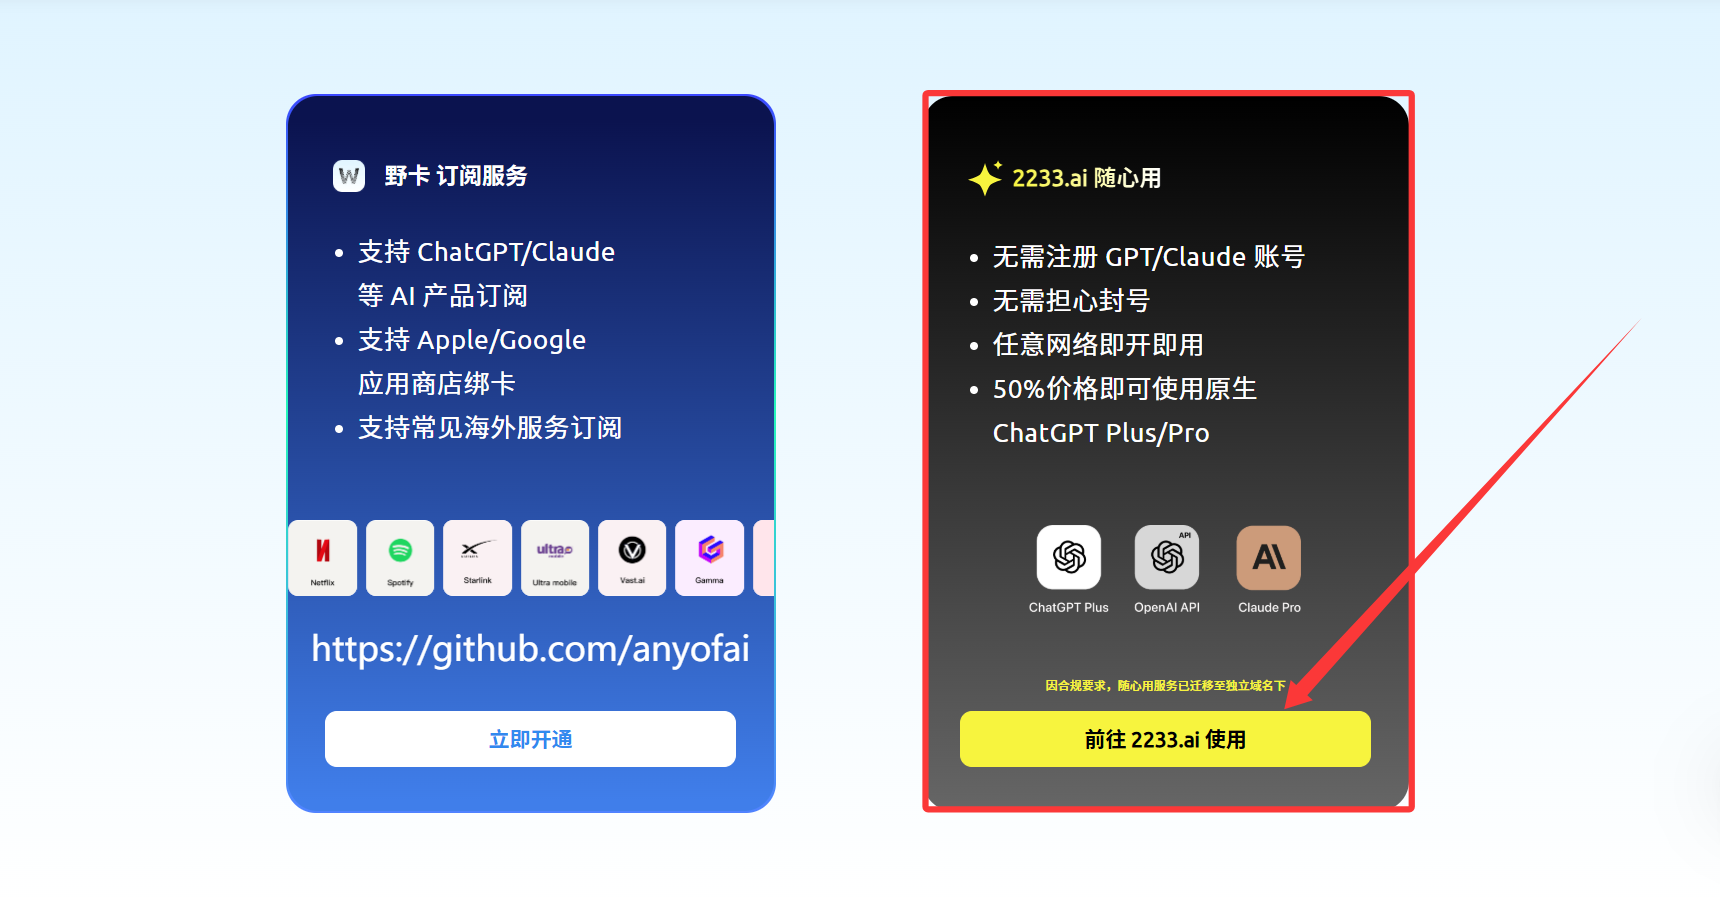 W 野卡 订阅服务
支持 ChatGPT/Claude
等 AI 产品订阅
支持 Apple/Google
应用商店绑卡
支持常见海外服务订阅
Netflix
Spotify
Starlink
ultra
mobile
Ultra mobile
Vast.ai
Gamma
https://github.com/anyofai
立即开通
2233.ai 随心用
无需注册 GPT/Claude 账号
无需担心封号
任意网络即开即用
50%价格即可使用原生
ChatGPT Plus/Pro
API
AI
ChatGPT Plus
OpenAI API
Claude Pro
因合规要求，随心用服务已迁移至独立域名下
前往 2233.ai 使用